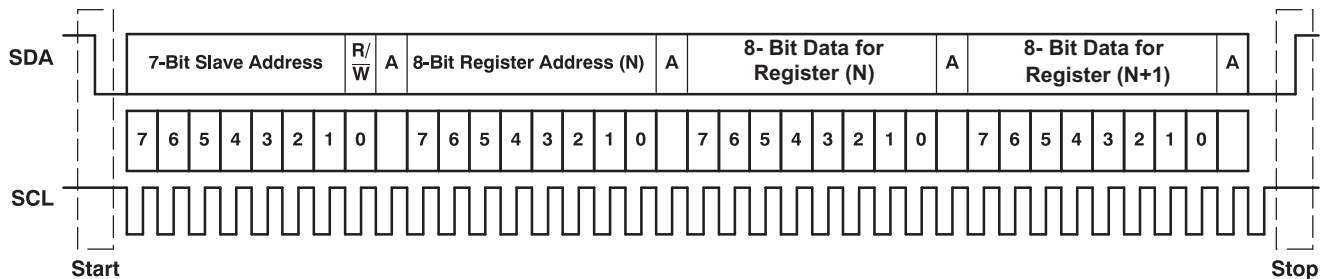 SDA
7-Bit Slave Address
R/
W
A
8-Bit Register Address (N)
A
8- Bit Data for
Register (N)
A
8- Bit Data for
Register (N+1)
A
7 6 5 4 3 2 1 0 7 6 5 4 3 2 1 0 7 6 5 4 3 2 1 0 7 6 5 4 3 2 1 0
SCL
Start
Stop